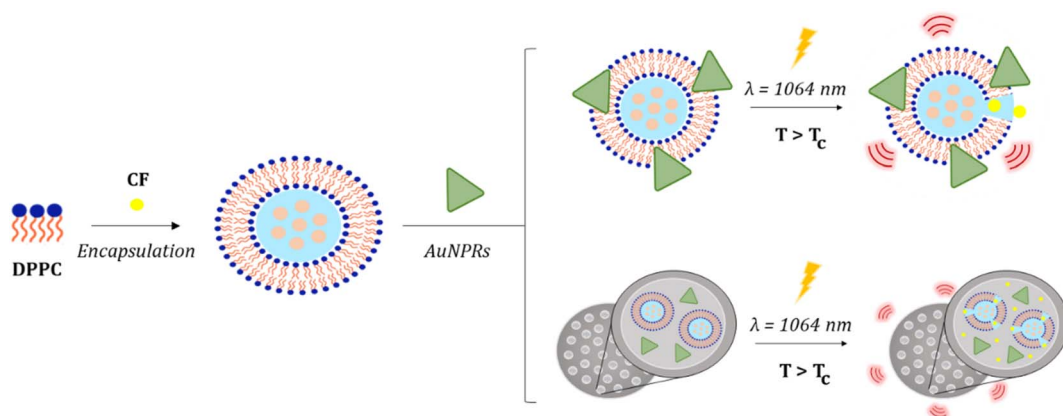 CF
Encapsulation
DPPC
AuNPRs
λ = 1064 nm
T > Tc
λ = 1064 nm
T > Tc